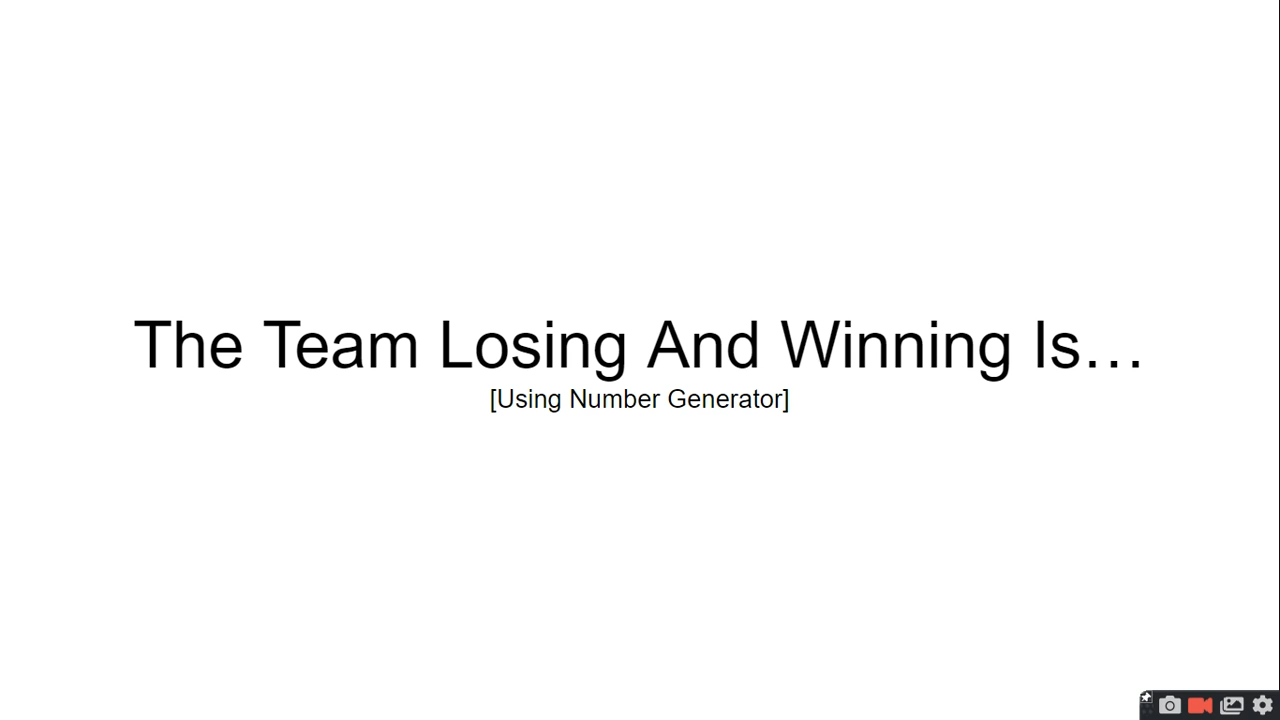 The Team Losing And Winning Is…
[Using Number Generator]